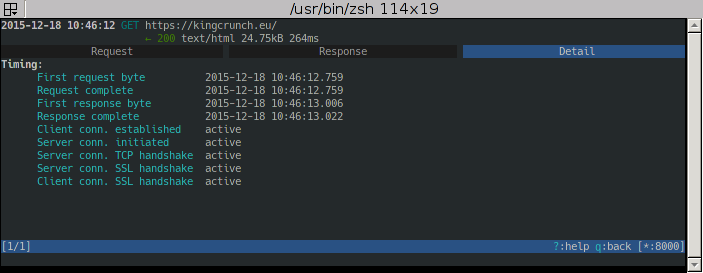 /usr/bin/zsh 114x19
2015-12-18 10:46:12 GET https://kingcrunch.eu/
← 200 text/html 24.75kB 264ms
Request Response Detail
Timing:
First request byte 2015-12-18 10:46:12.759
Request complete 2015-12-18 10:46:12.759
First response byte 2015-12-18 10:46:13.006
Response complete 2015-12-18 10:46:13.022
Client conn. established active
Server conn. initiated active
Server conn. TCP handshake active
Server conn. SSL handshake active
Client conn. SSL handshake active
[1/1] ?:help q:back [*:8000]